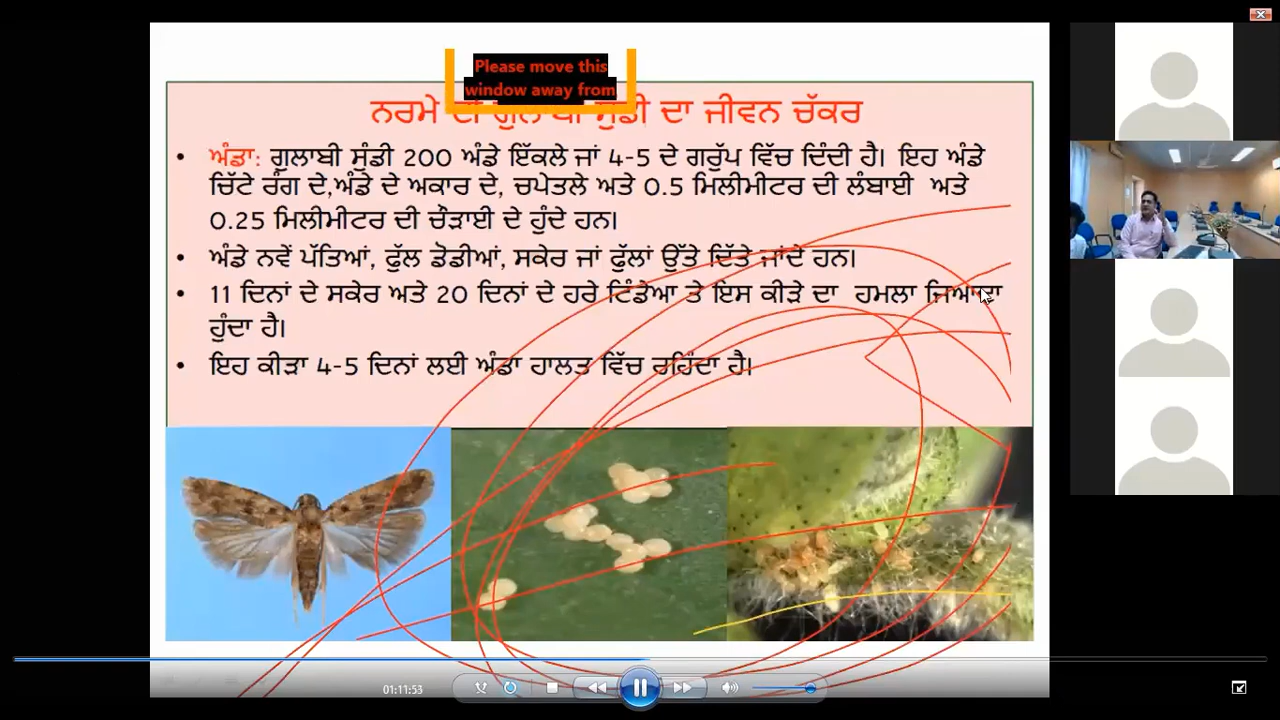 Please move this
window away from
ਨਰਮੇ ਦੀ ਗੁਲਾਬੀ ਸੁੰਡੀ ਦਾ ਜੀਵਨ ਚੱਕਰ
• ਅੰਡਾ: ਗੁਲਾਬੀ ਸੁੰਡੀ 200 ਅੰਡੇ ਇੱਕਲੇ ਜਾਂ 4-5 ਦੇ ਗਰੁੱਪ ਵਿੱਚ ਦਿੰਦੀ ਹੈ। ਇਹ ਅੰਡੇ
ਚਿੱਟੇ ਰੰਗ ਦੇ,ਅੰਡੇ ਦੇ ਅਕਾਰ ਦੇ, ਚਪੇਤਲੇ ਅਤੇ 0.5 ਮਿਲੀਮੀਟਰ ਦੀ ਲੰਬਾਈ ਅਤੇ
0.25 ਮਿਲੀਮੀਟਰ ਦੀ ਚੌੜਾਈ ਦੇ ਹੁੰਦੇ ਹਨ।
• ਅੰਡੇ ਨਵੇਂ ਪੱਤਿਆਂ, ਫੁੱਲ ਡੋਡੀਆਂ, ਸਕੇਰ ਜਾਂ ਫੁੱਲਾਂ ਉੱਤੇ ਦਿੱਤੇ ਜਾਂਦੇ ਹਨ।
• 11 ਦਿਨਾਂ ਦੇ ਸਕੇਰ ਅਤੇ 20 ਦਿਨਾਂ ਦੇ ਹਰੇ ਟਿੰਡੇਆ ਤੇ ਇਸ ਕੀੜੇ ਦਾ ਹਮਲਾ ਜਿਆਦਾ
ਹੁੰਦਾ ਹੈ।
• ਇਹ ਕੀੜਾ 4-5 ਦਿਨਾਂ ਲਈ ਅੰਡਾ ਹਾਲਤ ਵਿੱਚ ਰਹਿੰਦਾ ਹੈ।
01:11:53